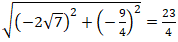 √((-2√7)² + (-9/4)²) = 23/4